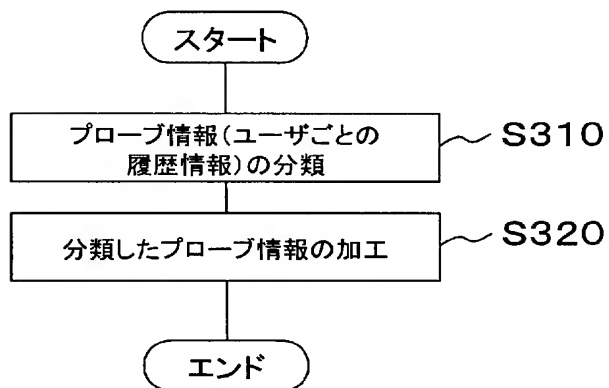 スタート
プローブ情報(ユーザごとの
履歴情報)の分類
S310
分類したプローブ情報の加工
S320
エンド